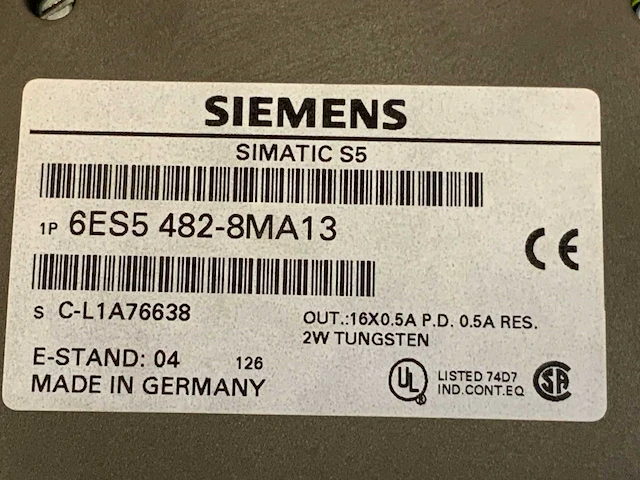 SIEMENS
SIMATIC S5
1P 6ES5 482-8MA13
CE
S C-L1A76638
OUT.:16X0.5A P.D. 0.5A RES.
2W TUNGSTEN
E-STAND: 04 126
MADE IN GERMANY
UL LISTED 74D7
IND.CONT.EQ
SA